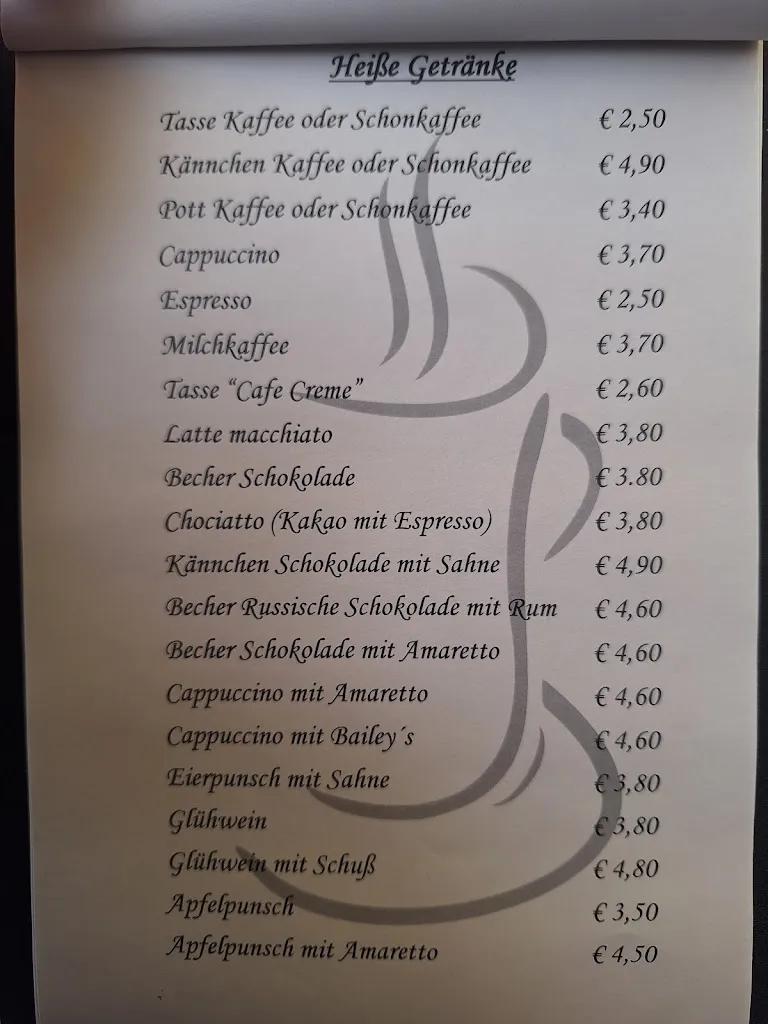 Heiße Getränke
Tasse Kaffee oder Schonkaffee € 2,50
Kännchen Kaffee oder Schonkaffee € 4,90
Pott Kaffee oder Schonkaffee € 3,40
Cappuccino € 3,70
Espresso € 2,50
Milchkaffee € 3,70
Tasse “Cafe Creme” € 2,60
Latte macchiato € 3,80
Becher Schokolade € 3.80
Chociatto (Kakao mit Espresso) € 3,80
Kännchen Schokolade mit Sahne € 4,90
Becher Russische Schokolade mit Rum € 4,60
Becher Schokolade mit Amaretto € 4,60
Cappuccino mit Amaretto € 4,60
Cappuccino mit Bailey´s € 4,60
Eierpunsch mit Sahne € 3,80
Glühwein € 3,80
Glühwein mit Schuß € 4,80
Apfelpunsch € 3,50
Apfelpunsch mit Amaretto € 4,50